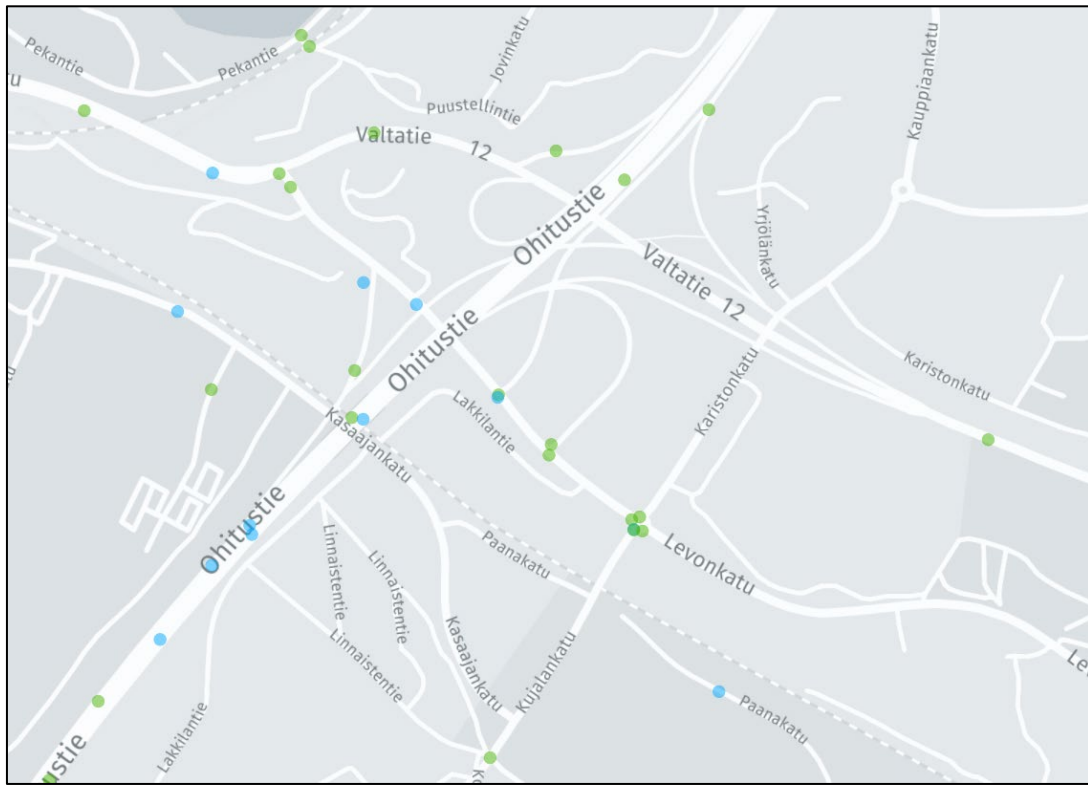 Pekantie
Pekantie
Jovinkatu
Puustellintie
Valtatie 12
Kauppiaankatu
Ohitustie
Yrjölänkatu
Valtatie 12
Ohitustie
Karistonkatu
Karistonkatu
Lakkilantie
Kasaajankatu
Ohitustie
Linnaistentie
Linnaistentie
Paanakatu
Levonkatu
Linnaistentie
Kasaajankatu
Kujalankatu
Paanakatu
Lakkilantie
ustie